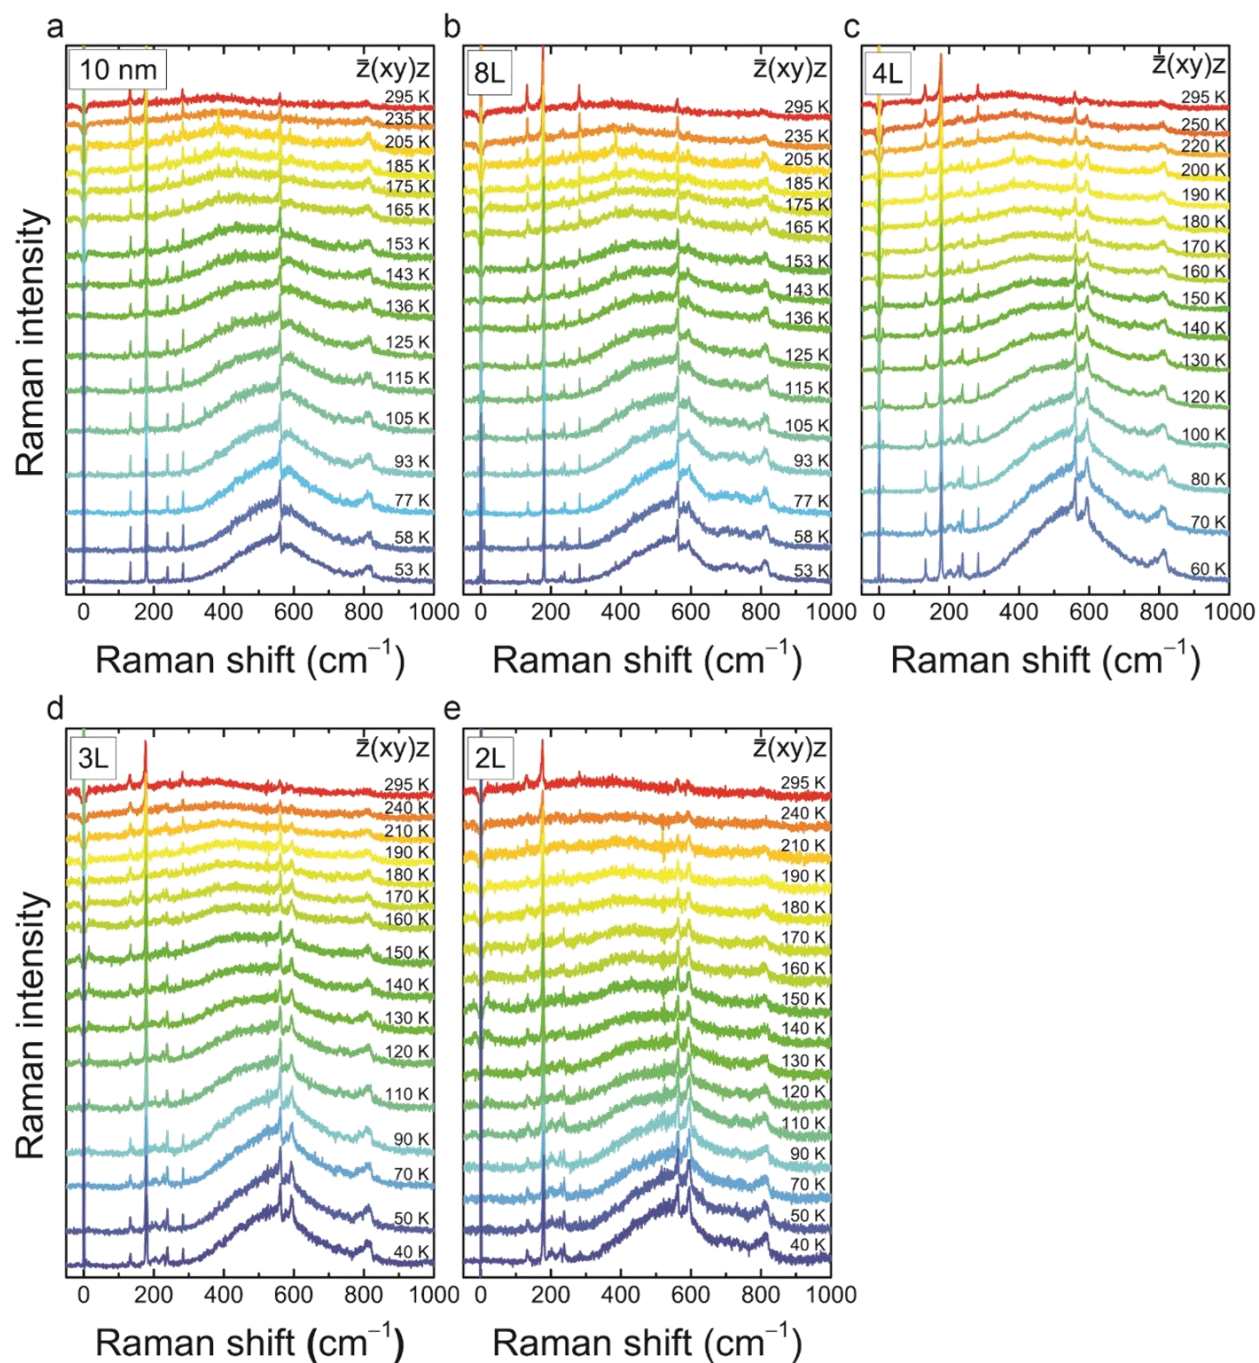 a
10 nm
z̄(xy)z
295 K
235 K
205 K
185 K
175 K
165 K
153 K
143 K
136 K
125 K
115 K
105 K
93 K
77 K
58 K
53 K
0 200 400 600 800 1000
Raman shift (cm⁻¹)
Raman intensity
b
8L
z̄(xy)z
295 K
235 K
205 K
185 K
175 K
165 K
153 K
143 K
136 K
125 K
115 K
105 K
93 K
77 K
58 K
53 K
0 200 400 600 800 1000
Raman shift (cm⁻¹)
c
4L
z̄(xy)z
295 K
250 K
220 K
200 K
190 K
180 K
170 K
160 K
150 K
140 K
130 K
120 K
100 K
80 K
70 K
60 K
0 200 400 600 800 1000
Raman shift (cm⁻¹)
d
3L
z̄(xy)z
295 K
240 K
210 K
190 K
180 K
170 K
160 K
150 K
140 K
130 K
120 K
110 K
90 K
70 K
50 K
40 K
0 200 400 600 800 1000
Raman shift (cm⁻¹)
Raman intensity
e
2L
z̄(xy)z
295 K
240 K
210 K
190 K
180 K
170 K
160 K
150 K
140 K
130 K
120 K
110 K
90 K
70 K
50 K
40 K
0 200 400 600 800 1000
Raman shift (cm⁻¹)